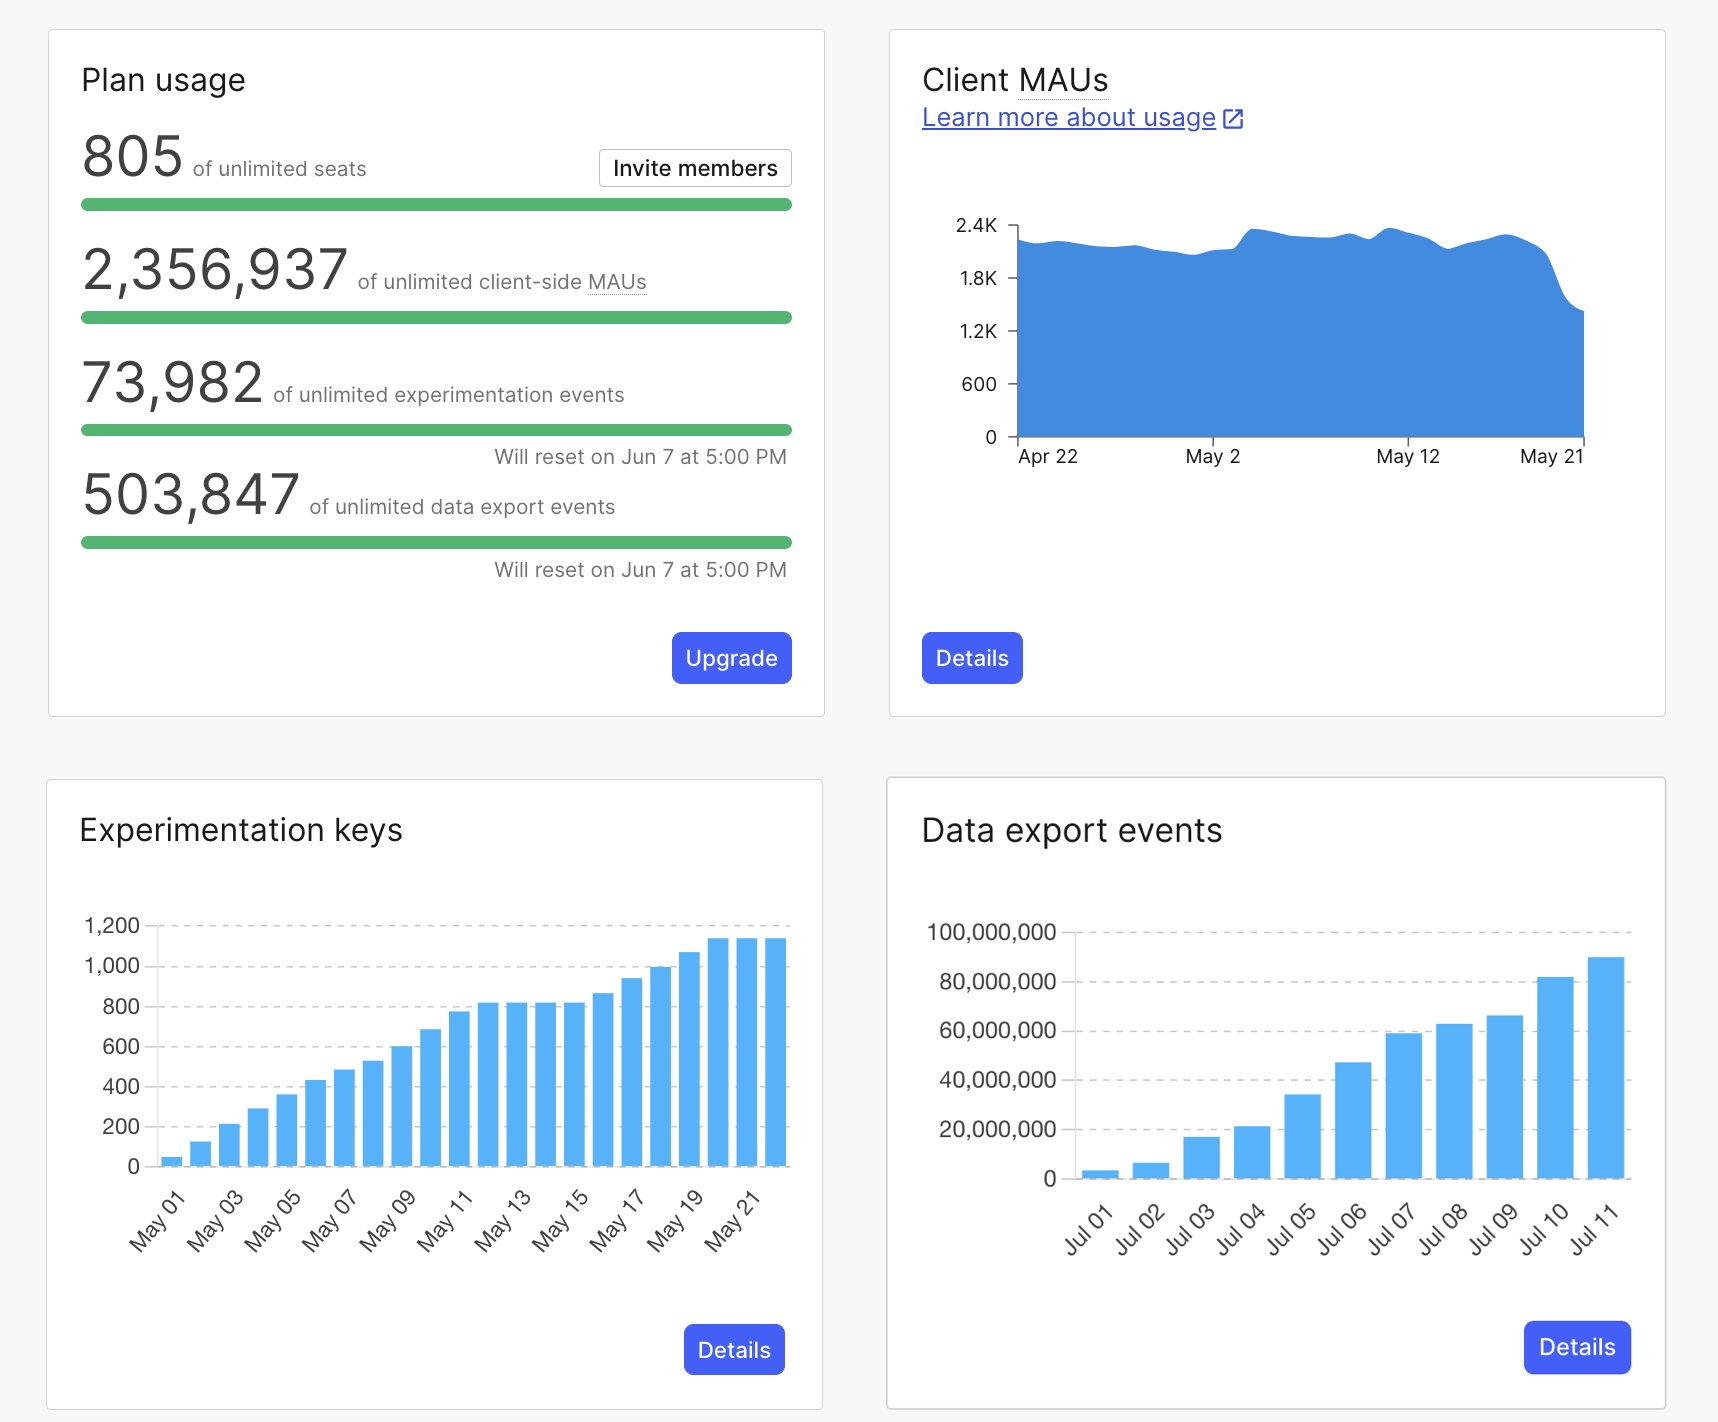 Plan usage
805 of unlimited seats
Invite members
2,356,937 of unlimited client-side MAUs
73,982 of unlimited experimentation events
Will reset on Jun 7 at 5:00 PM
503,847 of unlimited data export events
Will reset on Jun 7 at 5:00 PM
Upgrade
Client MAUs
Learn more about usage
2.4K
1.8K
1.2K
600
0
Apr 22 May 2 May 12 May 21
Details
Experimentation keys
1,200
1,000
800
600
400
200
0
May 01 May 03 May 05 May 07 May 09 May 11 May 13 May 15 May 17 May 19 May 21
Details
Data export events
100,000,000
80,000,000
60,000,000
40,000,000
20,000,000
0
Jul 01 Jul 02 Jul 03 Jul 04 Jul 05 Jul 06 Jul 07 Jul 08 Jul 09 Jul 10 Jul 11
Details